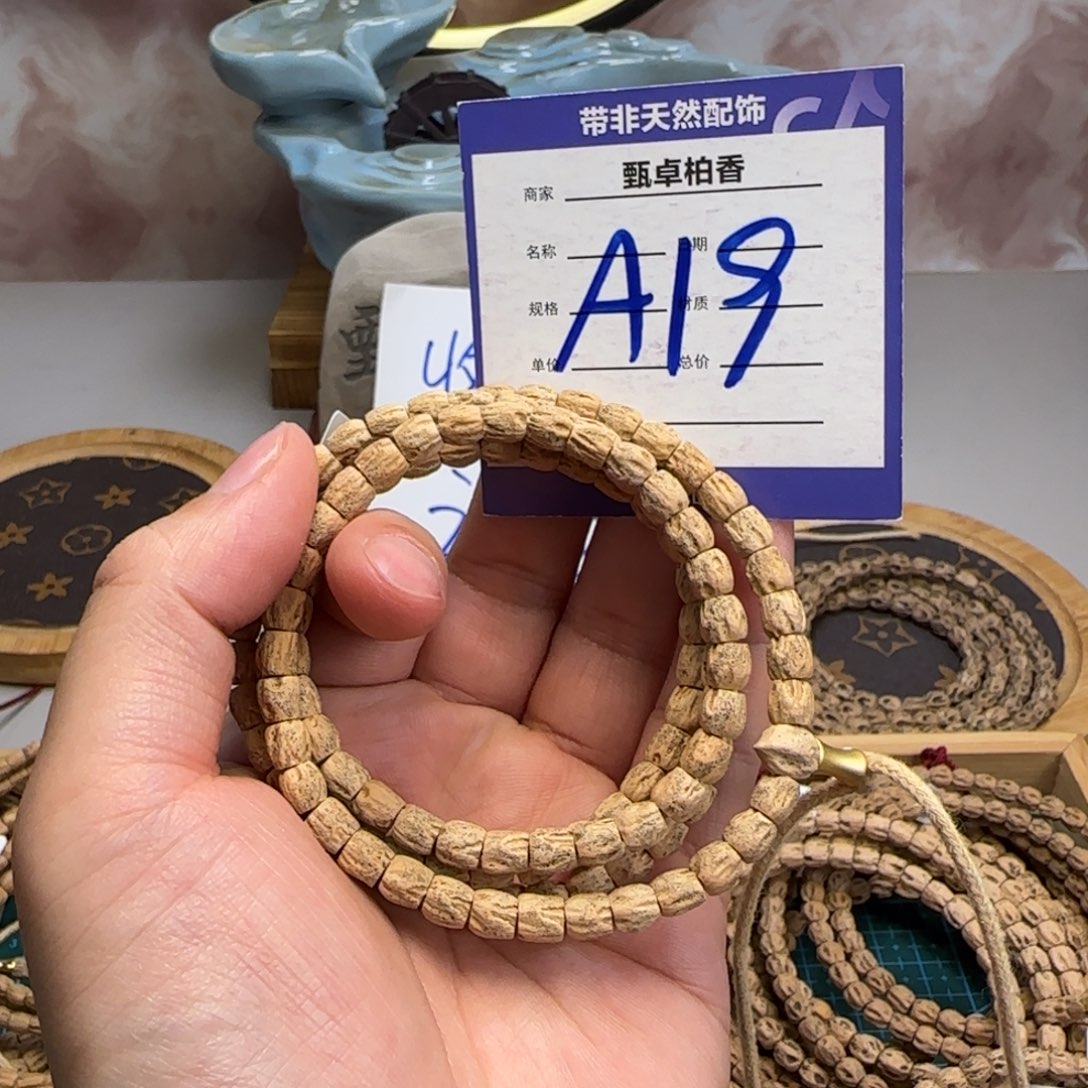 带非天然配饰
商家 甄卓柏香
名称 期
规格 材质
单价 总价
A19
甄